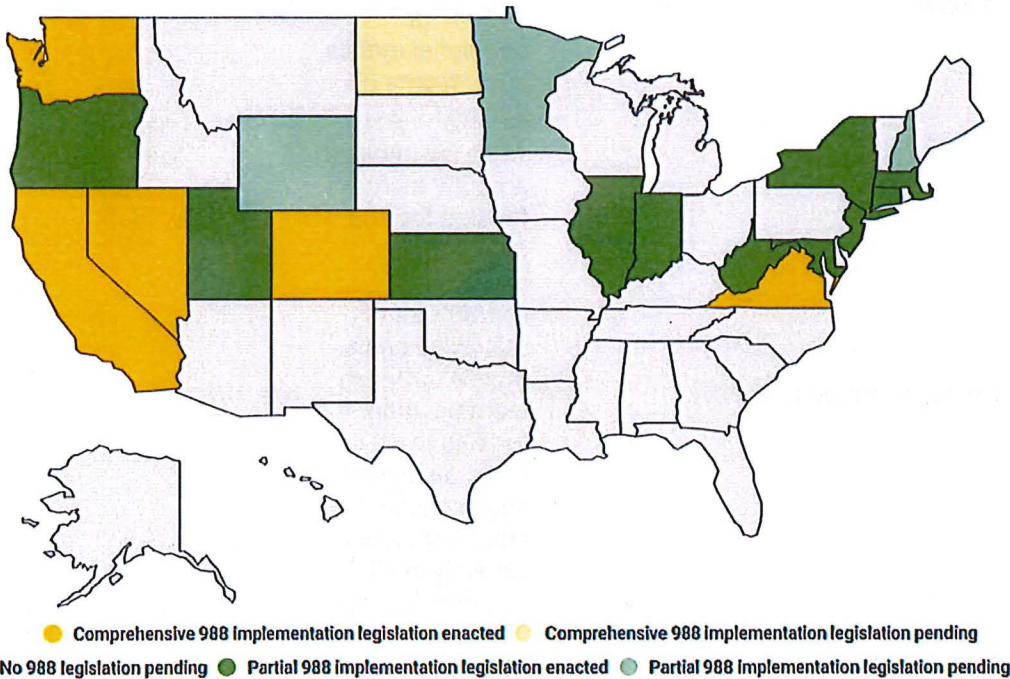 Comprehensive 988 implementation legislation enacted Comprehensive 988 implementation legislation pending
No 988 legislation pending Partial 988 implementation legislation enacted Partial 988 implementation legislation pending